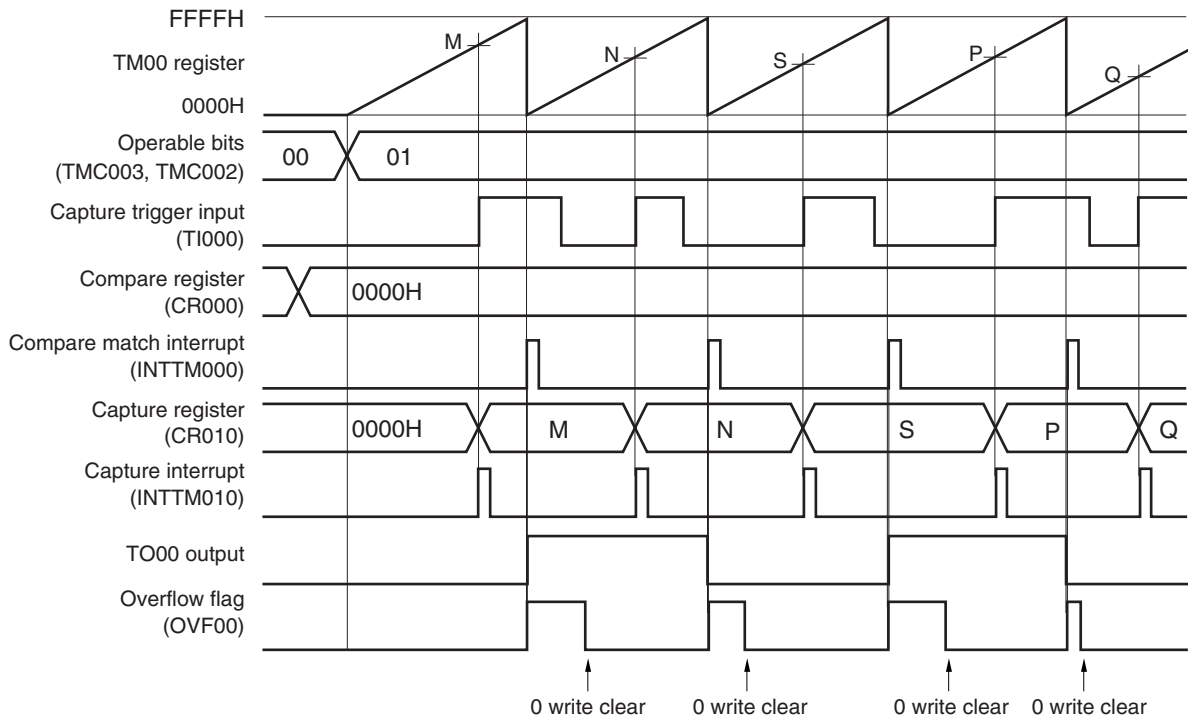 FFFFH
TM00 register
0000H
M
N
S
P
Q
Operable bits
(TMC003, TMC002)
00
01
Capture trigger input
(TI000)
Compare register
(CR000)
0000H
Compare match interrupt
(INTTM000)
Capture register
(CR010)
0000H
M
N
S
P
Q
Capture interrupt
(INTTM010)
TO00 output
Overflow flag
(OVF00)
0 write clear
0 write clear
0 write clear
0 write clear